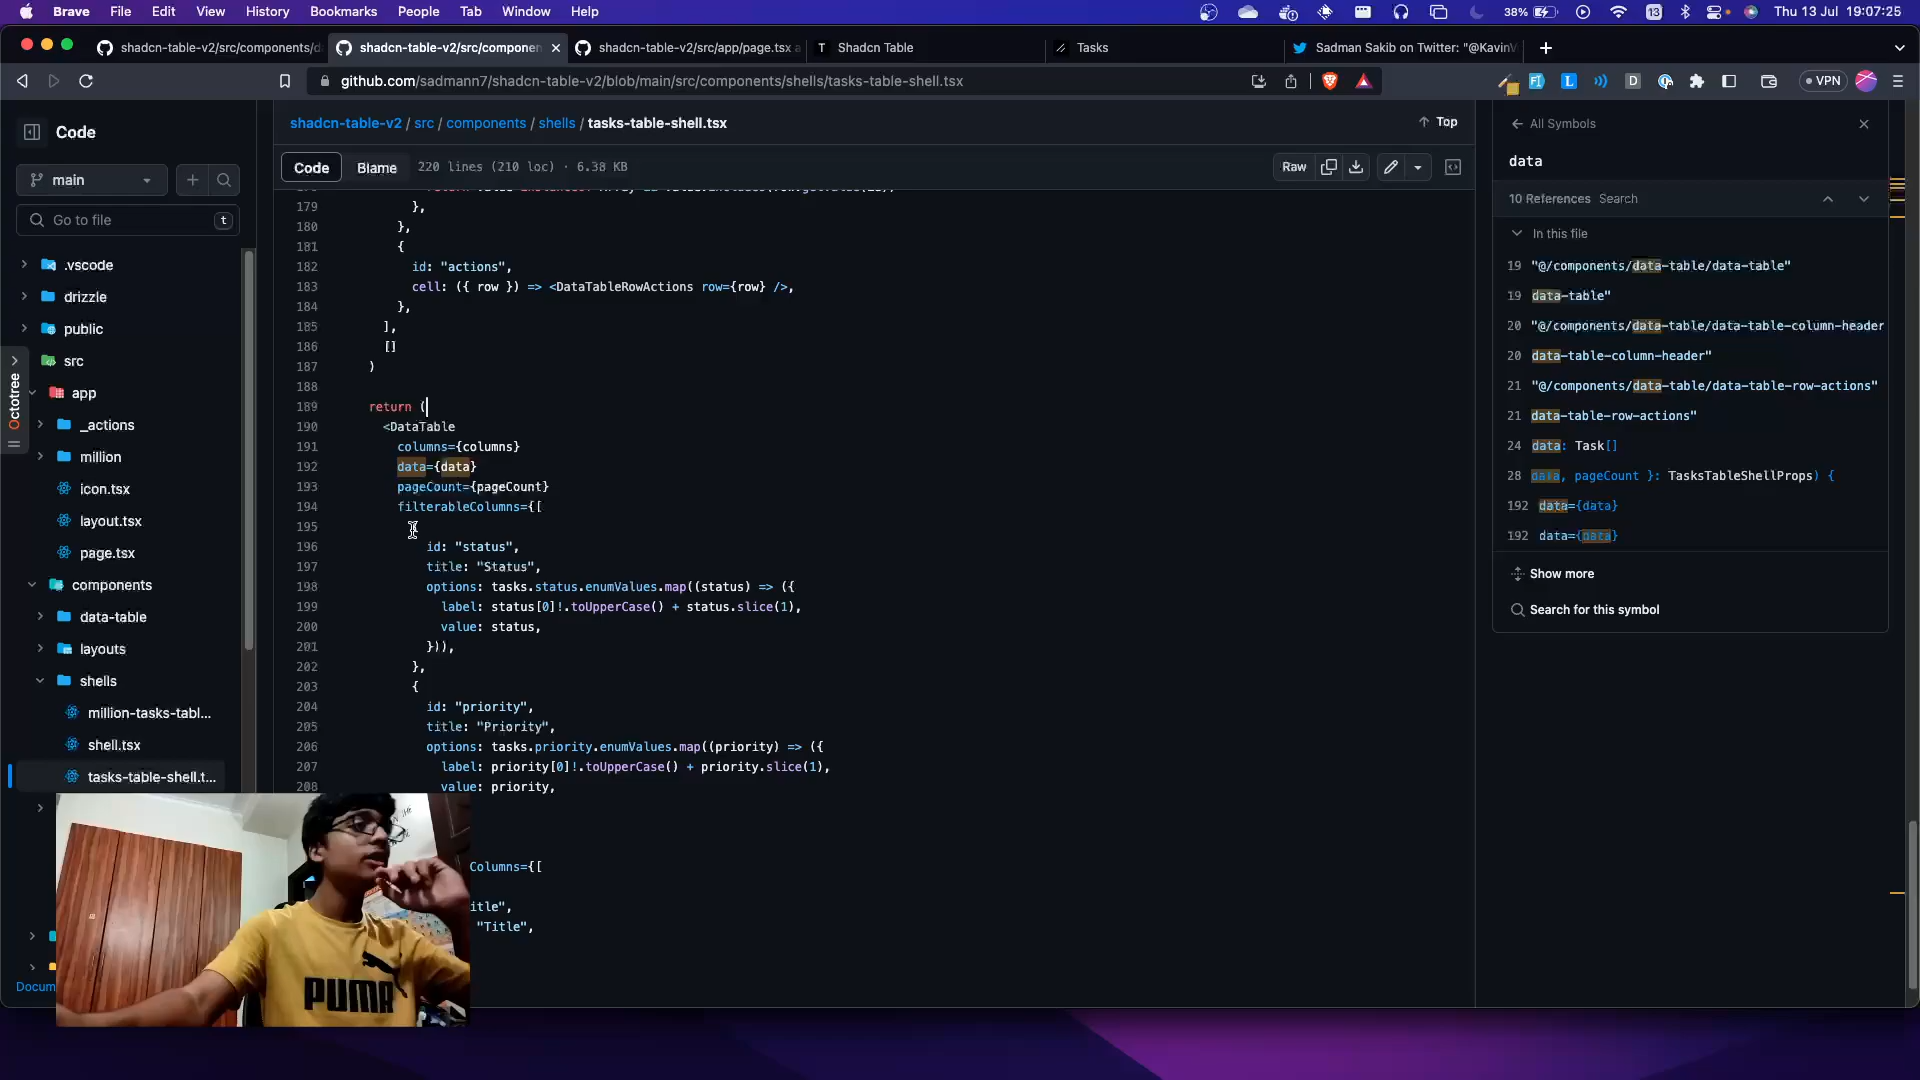 Brave File Edit View History Bookmarks People Tab Window Help 38% 13 Thu 13 Jul 19:07:25
shadcn-table-v2/src/components/d shadcn-table-v2/src/componen shadcn-table-v2/src/app/page.tsx a T Shadcn Table Tasks Sadman Sakib on Twitter: "@KavinV
github.com/sadmann7/shadcn-table-v2/blob/main/src/components/shells/tasks-table-shell.tsx VPN
Code
main
Go to file t
.vscode
drizzle
public
src
app
_actions
million
icon.tsx
layout.tsx
page.tsx
components
data-table
layouts
shells
million-tasks-tabl...
shell.tsx
tasks-table-shell.t...
Docum
Octotree
shadcn-table-v2 / src / components / shells / tasks-table-shell.tsx Top
Code Blame 220 lines (210 loc) · 6.38 KB Raw
179 },
180 },
181 {
182 id: "actions",
183 cell: ({ row }) => <DataTableRowActions row={row} />,
184 },
185 ],
186 []
187 )
188
189 return (
190 <DataTable
191 columns={columns}
192 data={data}
193 pageCount={pageCount}
194 filterableColumns={[
195
196 id: "status",
197 title: "Status",
198 options: tasks.status.enumValues.map((status) => ({
199 label: status[0]!.toUpperCase() + status.slice(1),
200 value: status,
201 })),
202 },
203 {
204 id: "priority",
205 title: "Priority",
206 options: tasks.priority.enumValues.map((priority) => ({
207 label: priority[0]!.toUpperCase() + priority.slice(1),
208 value: priority,
Columns={[
itle",
"Title",
PUMA
All Symbols
data
10 References Search
In this file
19 "@/components/data-table/data-table"
19 data-table"
20 "@/components/data-table/data-table-column-header
20 data-table-column-header"
21 "@/components/data-table/data-table-row-actions"
21 data-table-row-actions"
24 data: Task[]
28 data, pageCount }: TasksTableShellProps) {
192 data={data}
192 data={data}
Show more
Search for this symbol